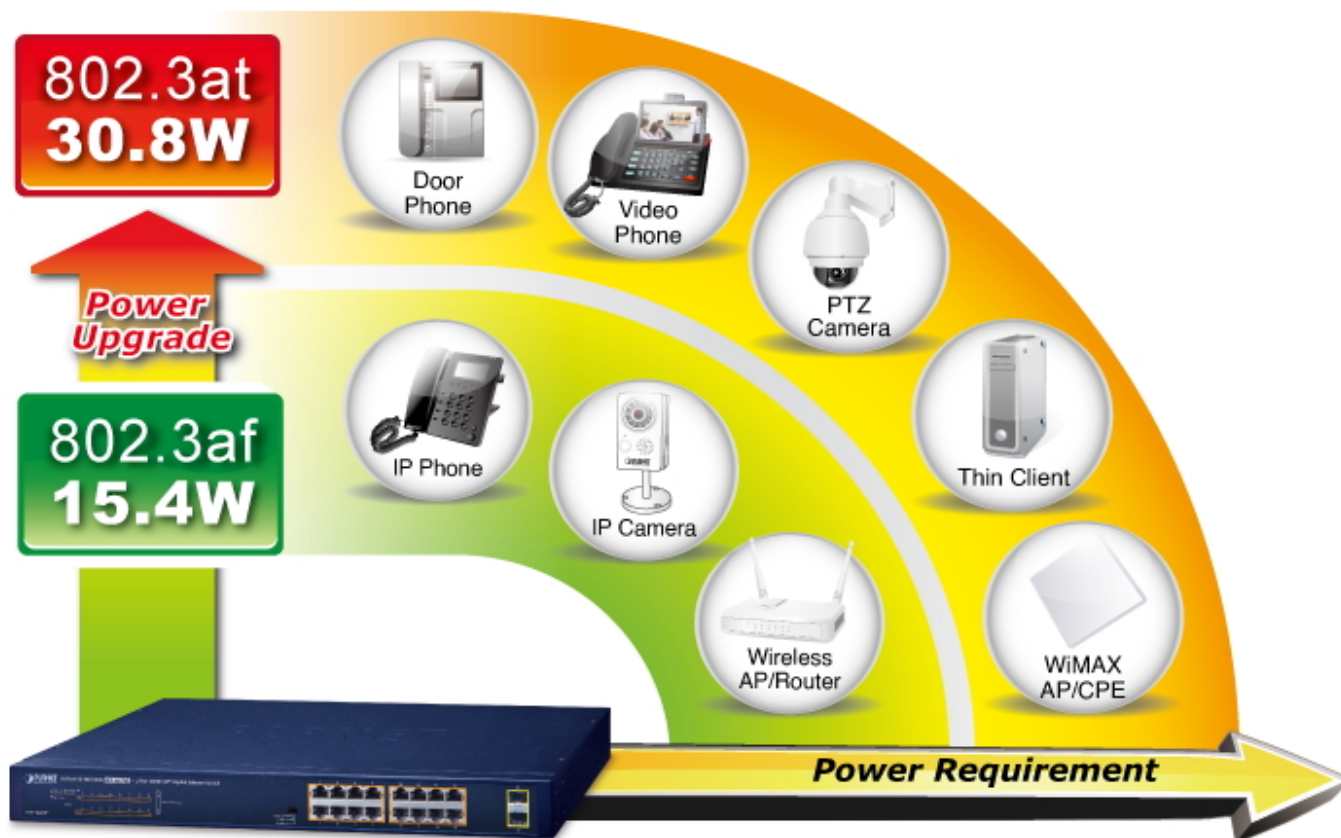 802.3at
30.8W
Power
Upgrade
802.3af
15.4W
Door
Phone
Video
Phone
PTZ
Camera
Thin Client
WiMAX
AP/CPE
IP Phone
IP Camera
Wireless
AP/Router
Power Requirement
PLANET